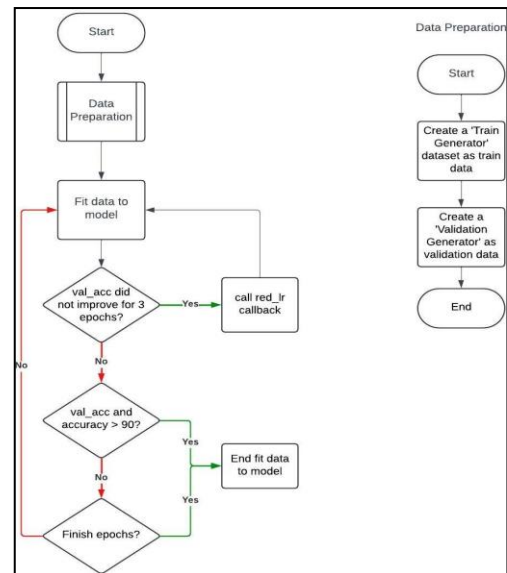 Start
Data
Preparation
Fit data to
model
val_acc did
not improve for 3
epochs?
Yes
call red_lr
callback
No
No
val_acc and
accuracy > 90?
Yes
End fit data
to model
No
Yes
Finish epochs?
Data Preparation
Start
Create a 'Train
Generator'
dataset as train
data
Create a
'Validation
Generator' as
validation data
End